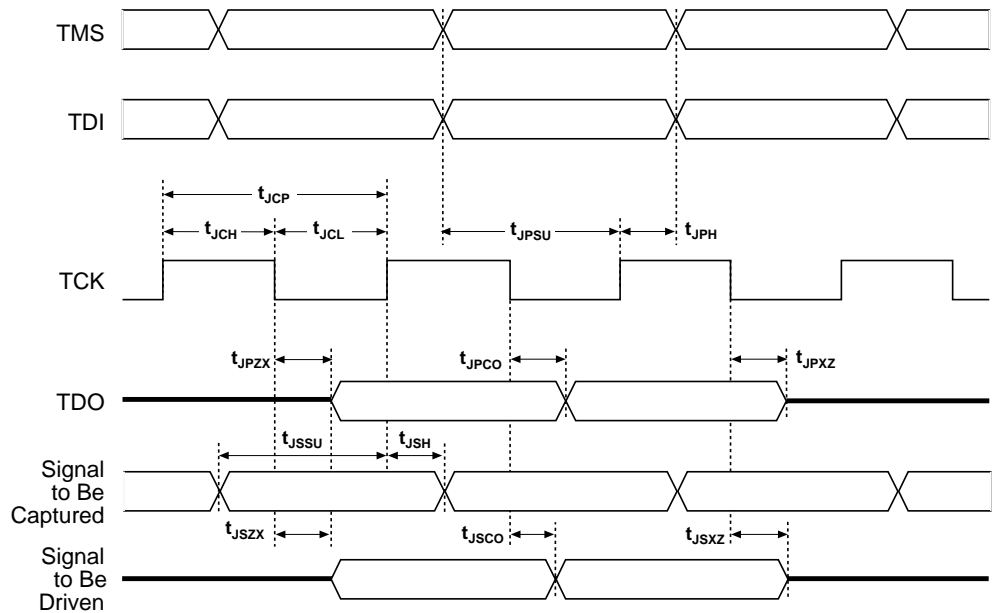 TMS
TDI
tJCP
tJCH
tJCL
tJPSU
tJPH
TCK
tJPZX
tJPCO
tJPXZ
TDO
tJSSU
tJSH
Signal
to Be
Captured
tJSZX
tJSCO
tJSXZ
Signal
to Be
Driven